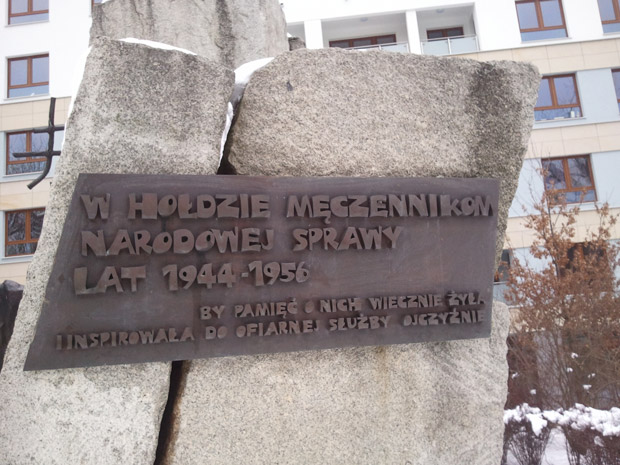 W HOŁDZIE MĘCZENNIKOM
NARODOWEJ SPRAWY
LAT 1944-1956
BY PAMIĘĆ O NICH WIECZNIE ŻYŁA
I INSPIROWAŁA DO OFIARNEJ SŁUŻBY OJCZYŹNIE